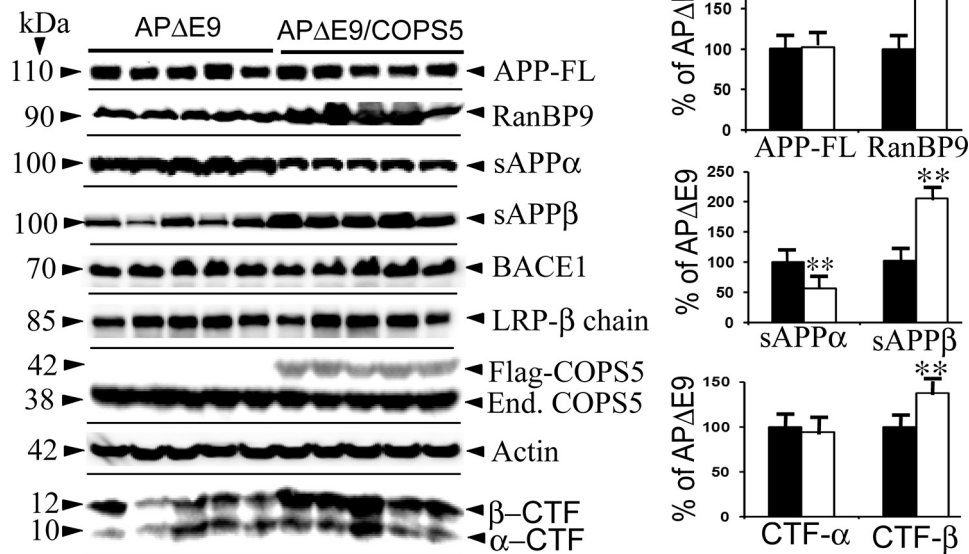 kDa
APΔE9
APΔE9/COPS5
110
APP-FL
90
RanBP9
100
sAPPα
100
sAPPβ
70
BACE1
85
LRP-β chain
42
Flag-COPS5
38
End. COPS5
42
Actin
12
β–CTF
10
α–CTF
% of APΔE
150
100
50
0
APP-FL RanBP9
% of APΔE9
250
200
150
100
50
0
**
**
sAPPα sAPPβ
% of APΔE9
150
100
50
0
**
CTF-α CTF-β